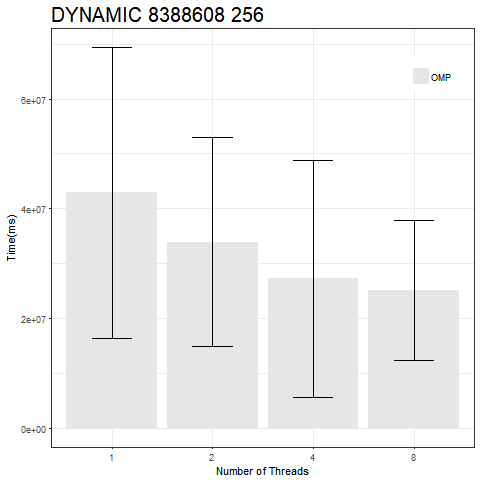 DYNAMIC 8388608 256
OMP
6e+07
4e+07
2e+07
0e+00
Time(ms)
1 2 4 8
Number of Threads